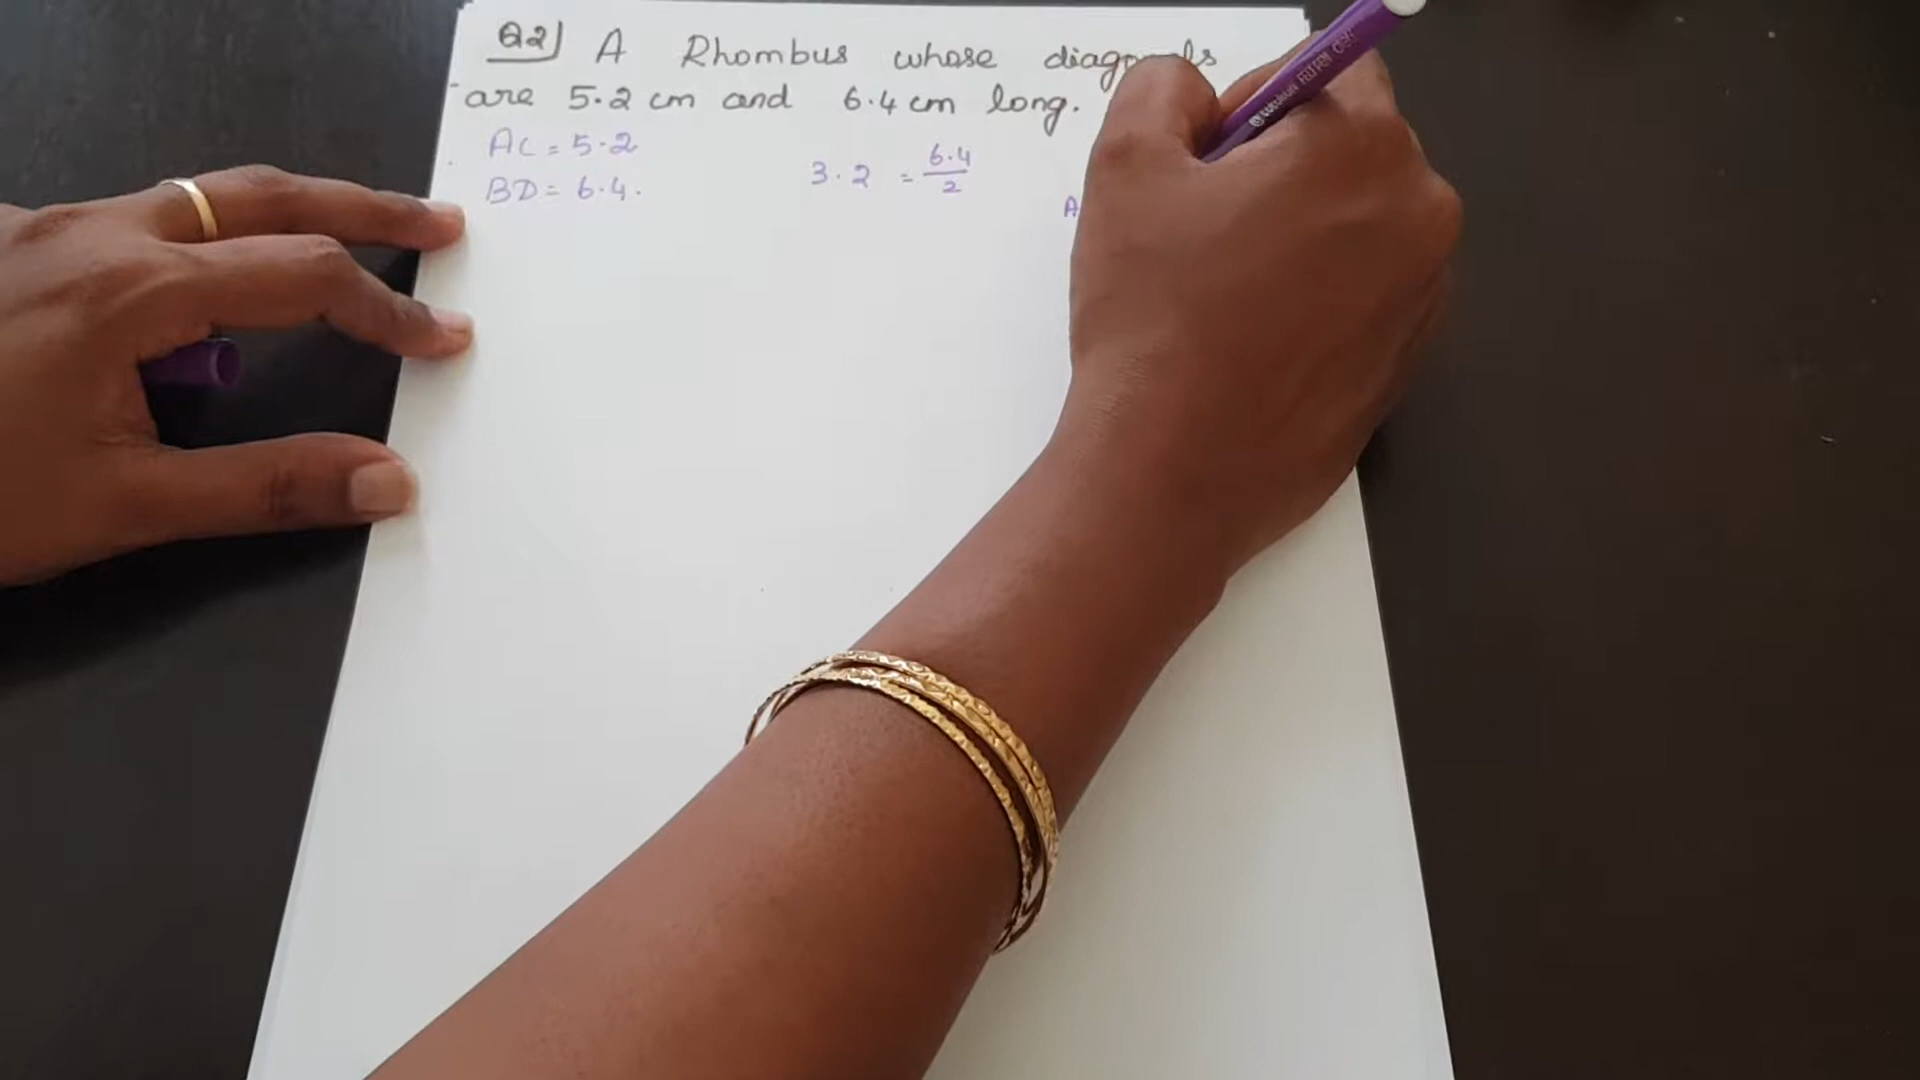 Q2) A Rhombus whose diagonals
are 5.2 cm and 6.4 cm long.
AC = 5.2
3.2 = 6.4/2
BD = 6.4.
A